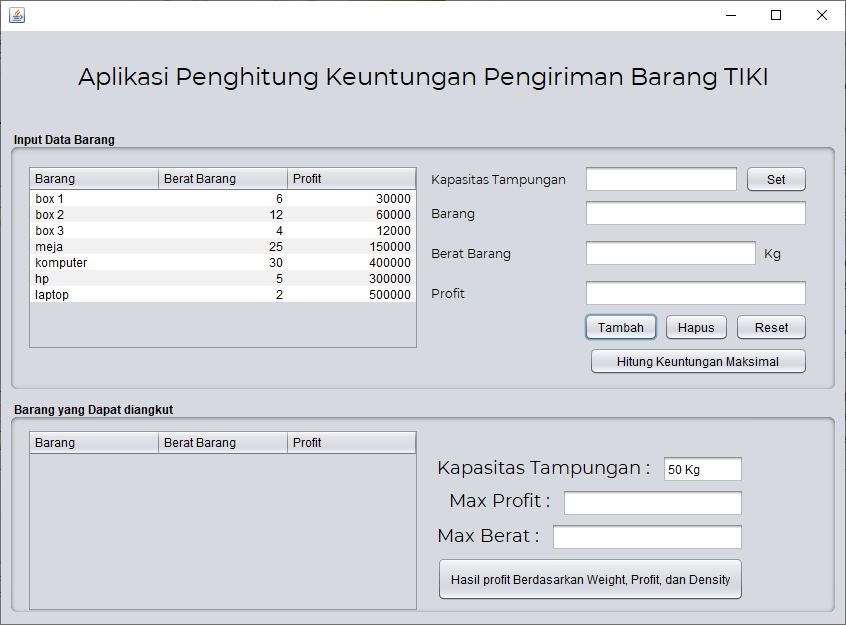 Aplikasi Penghitung Keuntungan Pengiriman Barang TIKI
Input Data Barang
Barang Berat Barang Profit
box 1 6 30000
box 2 12 60000
box 3 4 12000
meja 25 150000
komputer 30 400000
hp 5 300000
laptop 2 500000
Kapasitas Tampungan Set
Barang
Berat Barang Kg
Profit
Tambah Hapus Reset
Hitung Keuntungan Maksimal
Barang yang Dapat diangkut
Barang Berat Barang Profit
Kapasitas Tampungan : 50 Kg
Max Profit :
Max Berat :
Hasil profit Berdasarkan Weight, Profit, dan Density